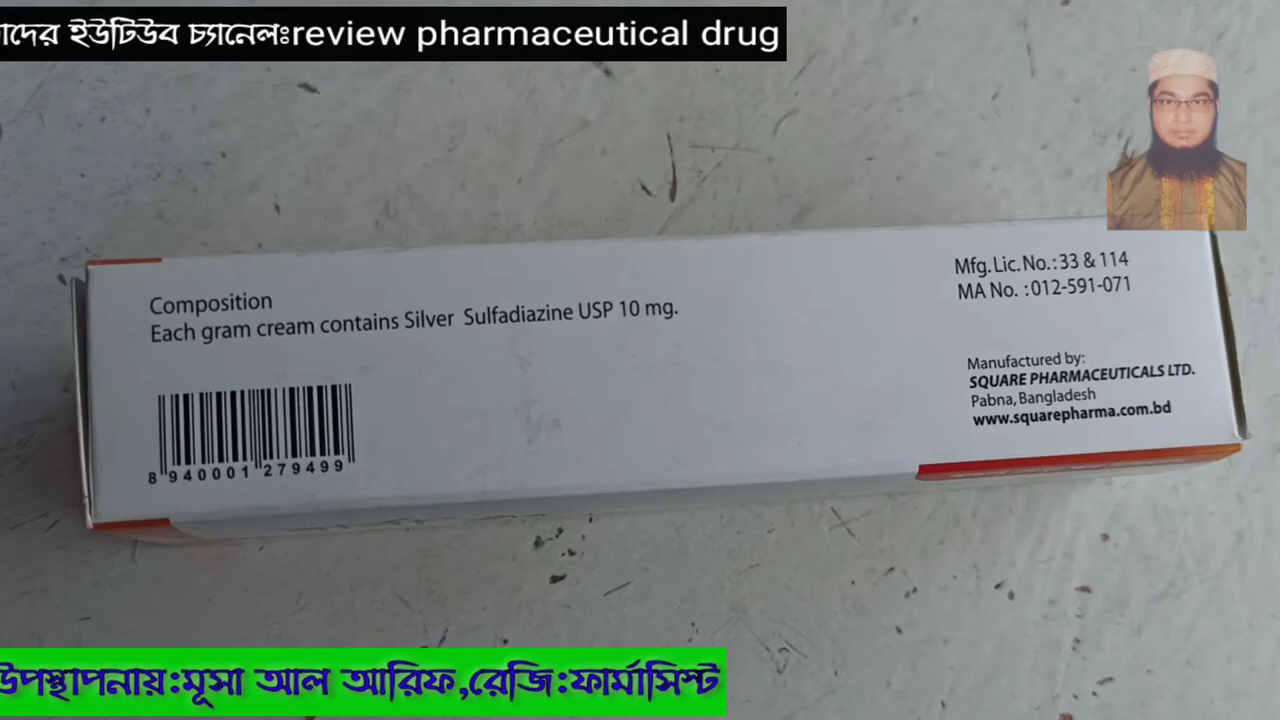 াদের ইউটিউব চ্যানেলঃreview pharmaceutical drug
Mfg. Lic. No.: 33 & 114
MA No. : 012-591-071
Composition
Each gram cream contains Silver Sulfadiazine USP 10 mg.
Manufactured by:
SQUARE PHARMACEUTICALS LTD.
Pabna, Bangladesh
www.squarepharma.com.bd
8 940001 279499
উপস্থাপনায়:মূসা আল আরিফ,রেজি:ফার্মাসিস্ট